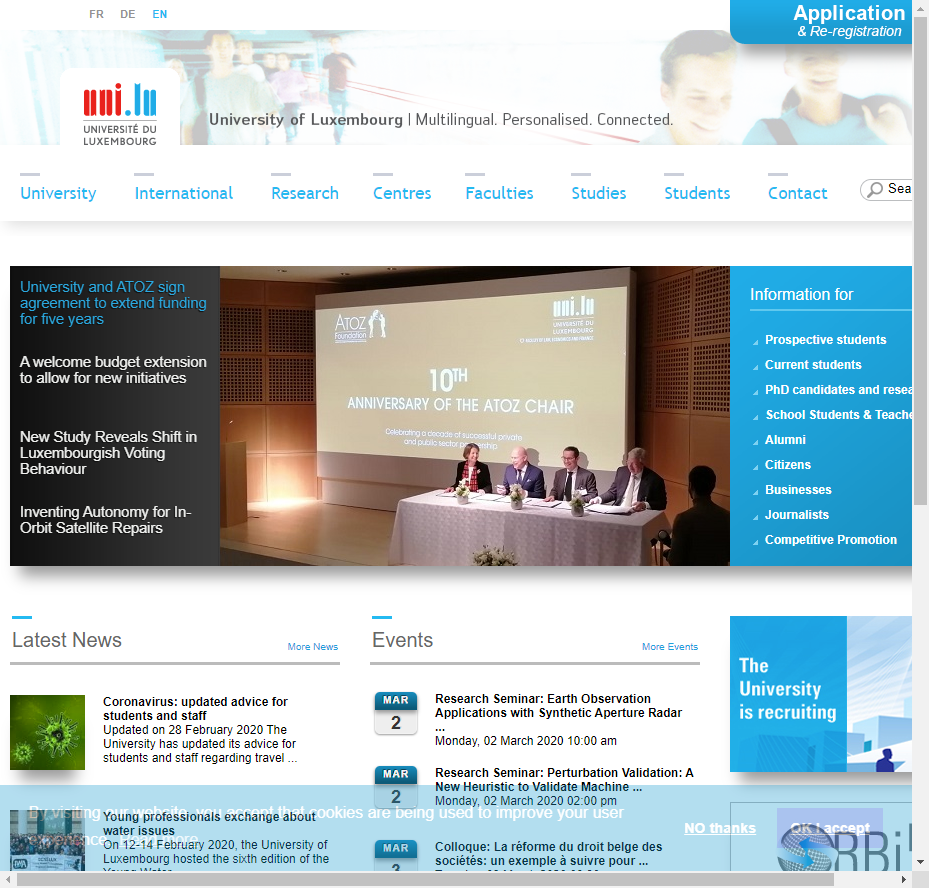 FR DE EN
Application
& Re-registration
uni.lu
UNIVERSITÉ DU
LUXEMBOURG
University of Luxembourg | Multilingual. Personalised. Connected.
University International Research Centres Faculties Studies Students Contact
Sea
University and ATOZ sign
agreement to extend funding
for five years
A welcome budget extension
to allow for new initiatives
New Study Reveals Shift in
Luxembourgish Voting
Behaviour
Inventing Autonomy for In-
Orbit Satellite Repairs
ATOZ
Foundation
uni.lu
UNIVERSITÉ DU
LUXEMBOURG
10TH
ANNIVERSARY OF THE ATOZ CHAIR
Celebrating a decade of successful private
and public sector partnership
Information for
Prospective students
Current students
PhD candidates and resea
School Students & Teache
Alumni
Citizens
Businesses
Journalists
Competitive Promotion
Latest News
More News
Coronavirus: updated advice for
students and staff
Updated on 28 February 2020 The
University has updated its advice for
students and staff regarding travel ...
Young professionals exchange about
water issues
On 12-14 February 2020, the University of
Luxembourg hosted the sixth edition of the
Young Water
Events
More Events
MAR
2
Research Seminar: Earth Observation
Applications with Synthetic Aperture Radar
...
Monday, 02 March 2020 10:00 am
MAR
2
Research Seminar: Perturbation Validation: A
New Heuristic to Validate Machine ...
Monday, 02 March 2020 02:00 pm
MAR
Colloque: La réforme du droit belge des
sociétés: un exemple à suivre pour ...
The
University
is recruiting
By visiting our website, you accept that cookies are being used to improve your user
experience. Read more
NO thanks
OK I accept
ORBi